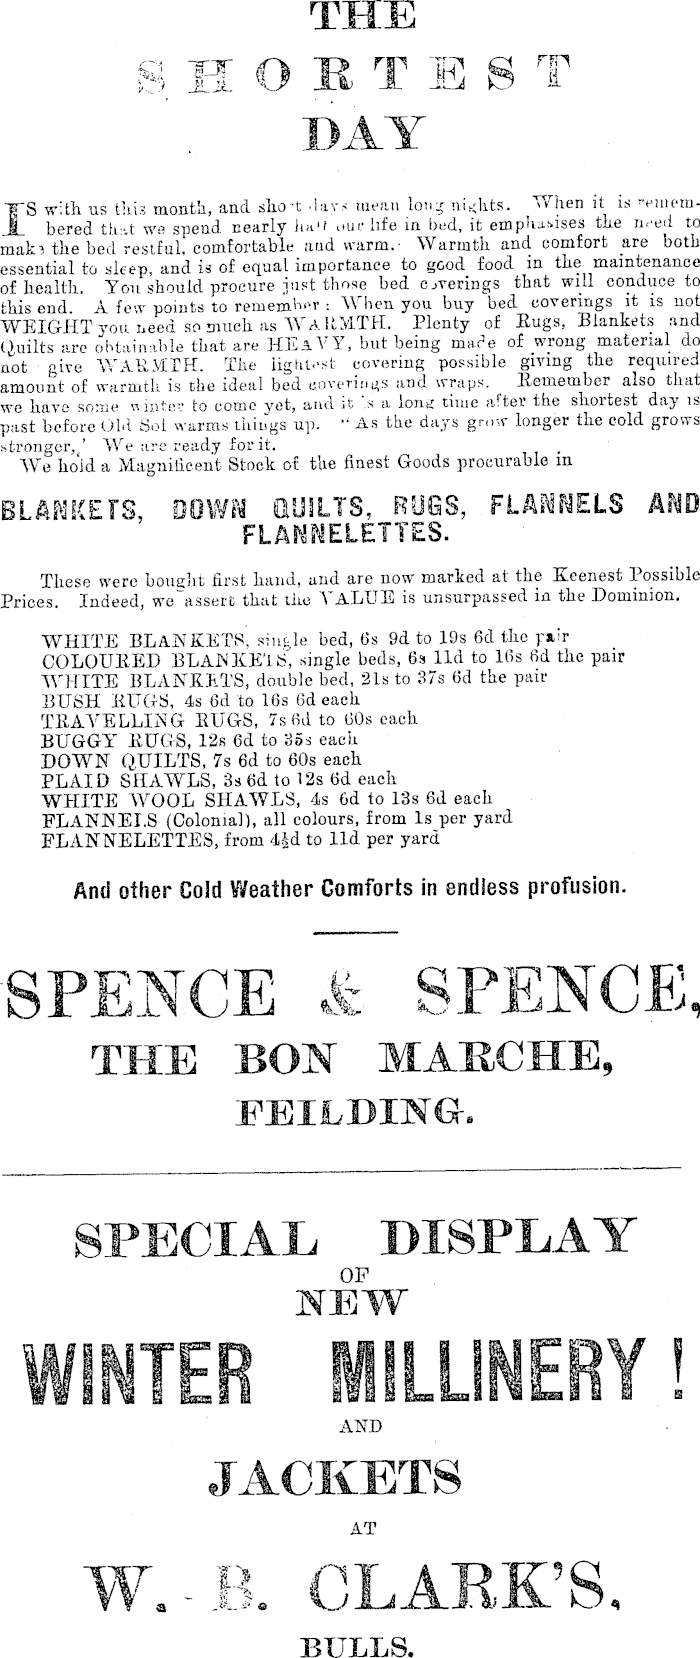 THE
SHORTEST
DAY
IS with us this month, and short days mean long nights. When it is remem-
bered that we spend nearly half our life in bed, it emphasises the need to
make the bed restful, comfortable and warm. Warmth and comfort are both
essential to sleep, and is of equal importance to good food in the maintenance
of health. You should procure just those bed coverings that will conduce to
this end. A few points to remember: When you buy bed coverings it is not
WEIGHT you need so much as WARMTH. Plenty of Rugs, Blankets and
Quilts are obtainable that are HEAVY, but being made of wrong material do
not give WARMTH. The lightest covering possible giving the required
amount of warmth is the ideal bed coverings and wraps. Remember also that
we have some winter to come yet, and it is a long time after the shortest day is
past before Old Sol warms things up. "As the days grow longer the cold grows
stronger,' We are ready for it.
We hold a Magnificent Stock of the finest Goods procurable in
BLANKETS, DOWN QUILTS, RUGS, FLANNELS AND
FLANNELETTES.
These were bought first hand, and are now marked at the Keenest Possible
Prices. Indeed, we assert that the VALUE is unsurpassed in the Dominion.
WHITE BLANKETS, single bed, 6s 9d to 19s 6d the pair
COLOURED BLANKETS, single beds, 6s 11d to 16s 6d the pair
WHITE BLANKETS, double bed, 21s to 37s 6d the pair
BUSH RUGS, 4s 6d to 16s 6d each
TRAVELLING RUGS, 7s 6d to 60s each
BUGGY RUGS, 12s 6d to 35s each
DOWN QUILTS, 7s 6d to 60s each
PLAID SHAWLS, 3s 6d to 12s 6d each
WHITE WOOL SHAWLS, 4s 6d to 13s 6d each
FLANNELS (Colonial), all colours, from 1s per yard
FLANNELETTES, from 4½d to 11d per yard
And other Cold Weather Comforts in endless profusion.
SPENCE & SPENCE,
THE BON MARCHE,
FEILDING.
SPECIAL DISPLAY
OF
NEW
WINTER MILLINERY!
AND
JACKETS
AT
W. B. CLARK'S,
BULLS.